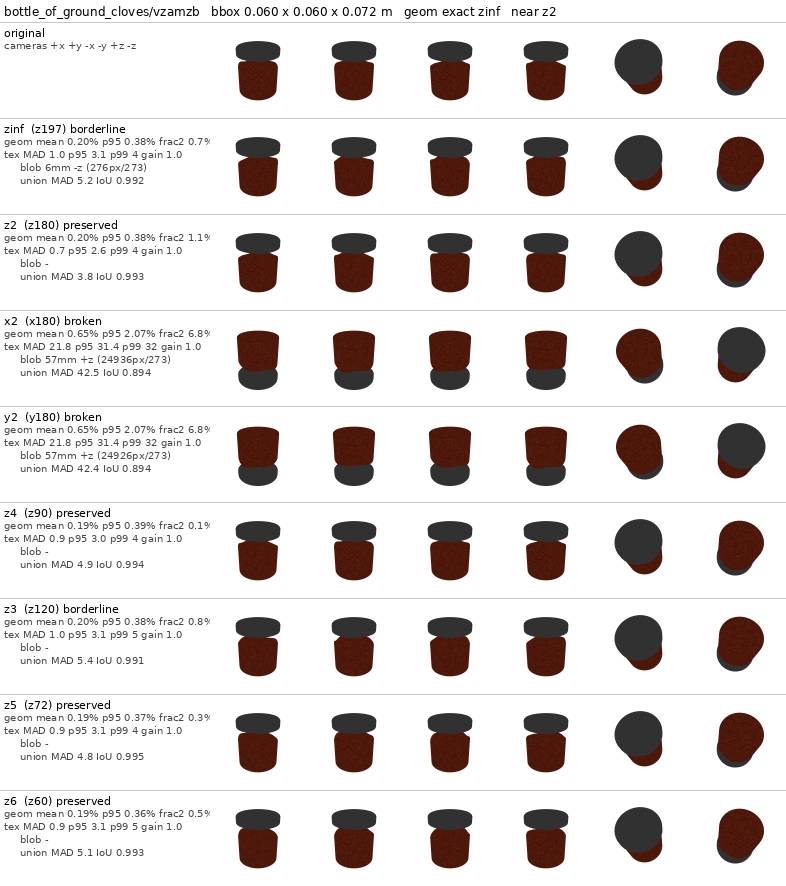 bottle_of_ground_cloves/vzamzb bbox 0.060 x 0.060 x 0.072 m geom exact zinf near z2
original
cameras +x +y -x -y +z -z
zinf (z197) borderline
geom mean 0.20% p95 0.38% frac2 0.7%
tex MAD 1.0 p95 3.1 p99 4 gain 1.0
blob 6mm -z (276px/273)
union MAD 5.2 IoU 0.992
z2 (z180) preserved
geom mean 0.20% p95 0.38% frac2 1.1%
tex MAD 0.7 p95 2.6 p99 4 gain 1.0
blob -
union MAD 3.8 IoU 0.993
x2 (x180) broken
geom mean 0.65% p95 2.07% frac2 6.8%
tex MAD 21.8 p95 31.4 p99 32 gain 1.0
blob 57mm +z (24936px/273)
union MAD 42.5 IoU 0.894
y2 (y180) broken
geom mean 0.65% p95 2.07% frac2 6.8%
tex MAD 21.8 p95 31.4 p99 32 gain 1.0
blob 57mm +z (24926px/273)
union MAD 42.4 IoU 0.894
z4 (z90) preserved
geom mean 0.19% p95 0.39% frac2 0.1%
tex MAD 0.9 p95 3.0 p99 4 gain 1.0
blob -
union MAD 4.9 IoU 0.994
z3 (z120) borderline
geom mean 0.20% p95 0.38% frac2 0.8%
tex MAD 1.0 p95 3.1 p99 5 gain 1.0
blob -
union MAD 5.4 IoU 0.991
z5 (z72) preserved
geom mean 0.19% p95 0.37% frac2 0.3%
tex MAD 0.9 p95 3.1 p99 4 gain 1.0
blob -
union MAD 4.8 IoU 0.995
z6 (z60) preserved
geom mean 0.19% p95 0.36% frac2 0.5%
tex MAD 0.9 p95 3.1 p99 5 gain 1.0
blob -
union MAD 5.1 IoU 0.993